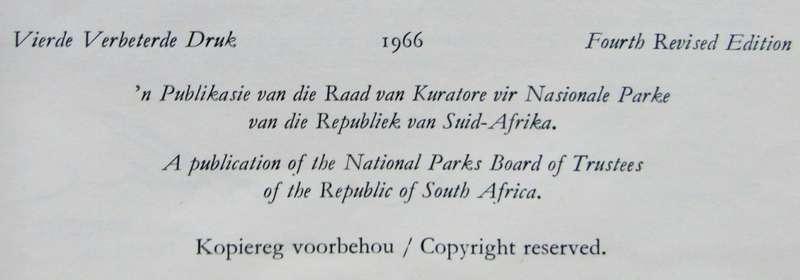 Vierde Verbeterde Druk 1966 Fourth Revised Edition
'n Publikasie van die Raad van Kuratore vir Nasionale Parke
van die Republiek van Suid-Afrika.
A publication of the National Parks Board of Trustees
of the Republic of South Africa.
Kopiereg voorbehou / Copyright reserved.